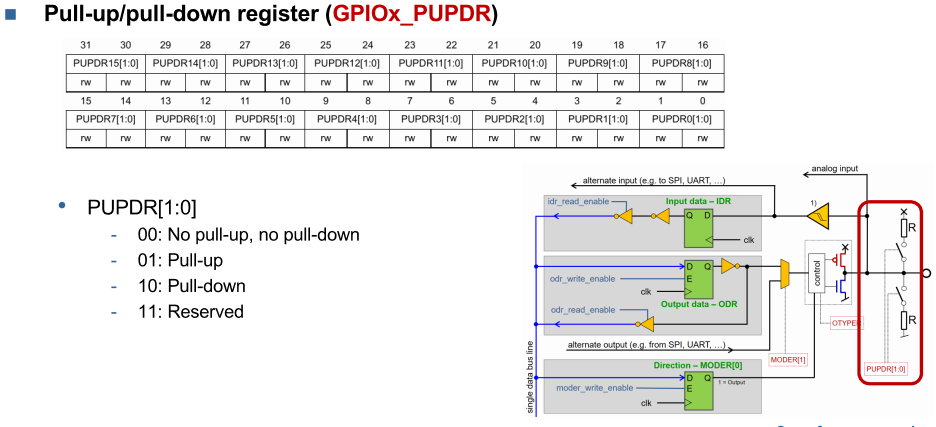 Pull-up/pull-down register (GPIOx_PUPDR)
31 30 29 28 27 26 25 24 23 22 21 20 19 18 17 16
PUPDR15[1:0] PUPDR14[1:0] PUPDR13[1:0] PUPDR12[1:0] PUPDR11[1:0] PUPDR10[1:0] PUPDR9[1:0] PUPDR8[1:0]
rw rw rw rw rw rw rw rw rw rw rw rw rw rw rw rw
15 14 13 12 11 10 9 8 7 6 5 4 3 2 1 0
PUPDR7[1:0] PUPDR6[1:0] PUPDR5[1:0] PUPDR4[1:0] PUPDR3[1:0] PUPDR2[1:0] PUPDR1[1:0] PUPDR0[1:0]
rw rw rw rw rw rw rw rw rw rw rw rw rw rw rw rw
• PUPDR[1:0]
- 00: No pull-up, no pull-down
- 01: Pull-up
- 10: Pull-down
- 11: Reserved
analog input
alternate input (e.g. to SPI, UART, …)
idr_read_enable
Input data – IDR
1)
Q D
clk
R
D Q
odr_write_enable
E
clk
Output data – ODR
control
odr_read_enable
OTYPER
R
alternate output (e.g. from SPI, UART, …)
MODER[1]
PUPDR[1:0]
single data bus line
Direction – MODER[0]
D Q
1 = Output
moder_write_enable
E
clk